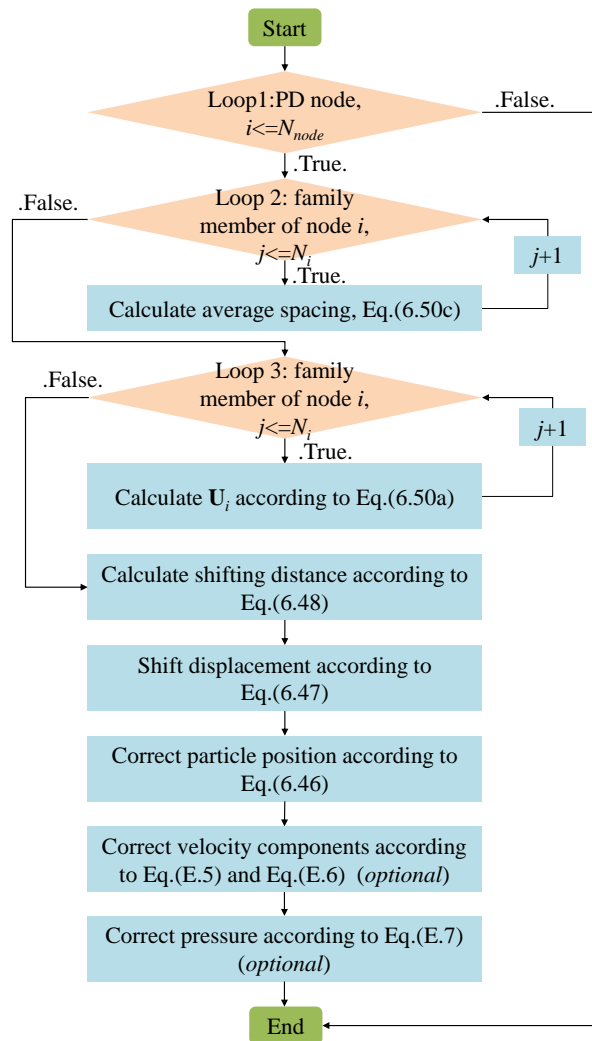 Start
Loop1:PD node,
i<=N_node
.False.
.True.
Loop 2: family
member of node i,
j<=N_i
.False.
.True.
j+1
Calculate average spacing, Eq.(6.50c)
Loop 3: family
member of node i,
j<=N_i
.False.
.True.
j+1
Calculate U_i according to Eq.(6.50a)
Calculate shifting distance according to
Eq.(6.48)
Shift displacement according to
Eq.(6.47)
Correct particle position according to
Eq.(6.46)
Correct velocity components according
to Eq.(E.5) and Eq.(E.6) (optional)
Correct pressure according to Eq.(E.7)
(optional)
End